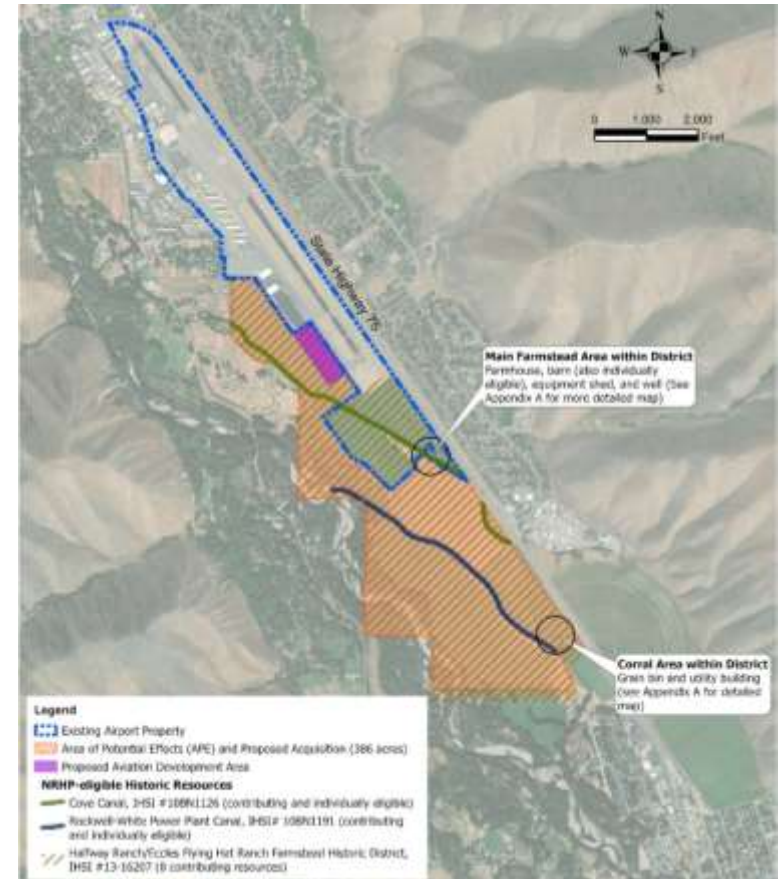 N
W E
S
0 1,000 2,000
Feet
State Highway 75
Main Farmstead Area within District
Farmhouse, barn (also individually
eligible), equipment shed, and well (See
Appendix A for more detailed map)
Corral Area within District
Grain bin and utility building
(see Appendix A for detailed
map)
Legend
Existing Airport Property
Area of Potential Effects (APE) and Proposed Acquisition (386 acres)
Proposed Aviation Development Area
NRHP-eligible Historic Resources
Cove Canal, IHSI #10BN1126 (contributing and individually eligible)
Rockwell-White Power Plant Canal, IHSI# 10BN1191 (contributing
and individually eligible)
Halfway Ranch/Eccles Flying Hat Ranch Farmstead Historic District,
IHSI #13-16207 (8 contributing resources)